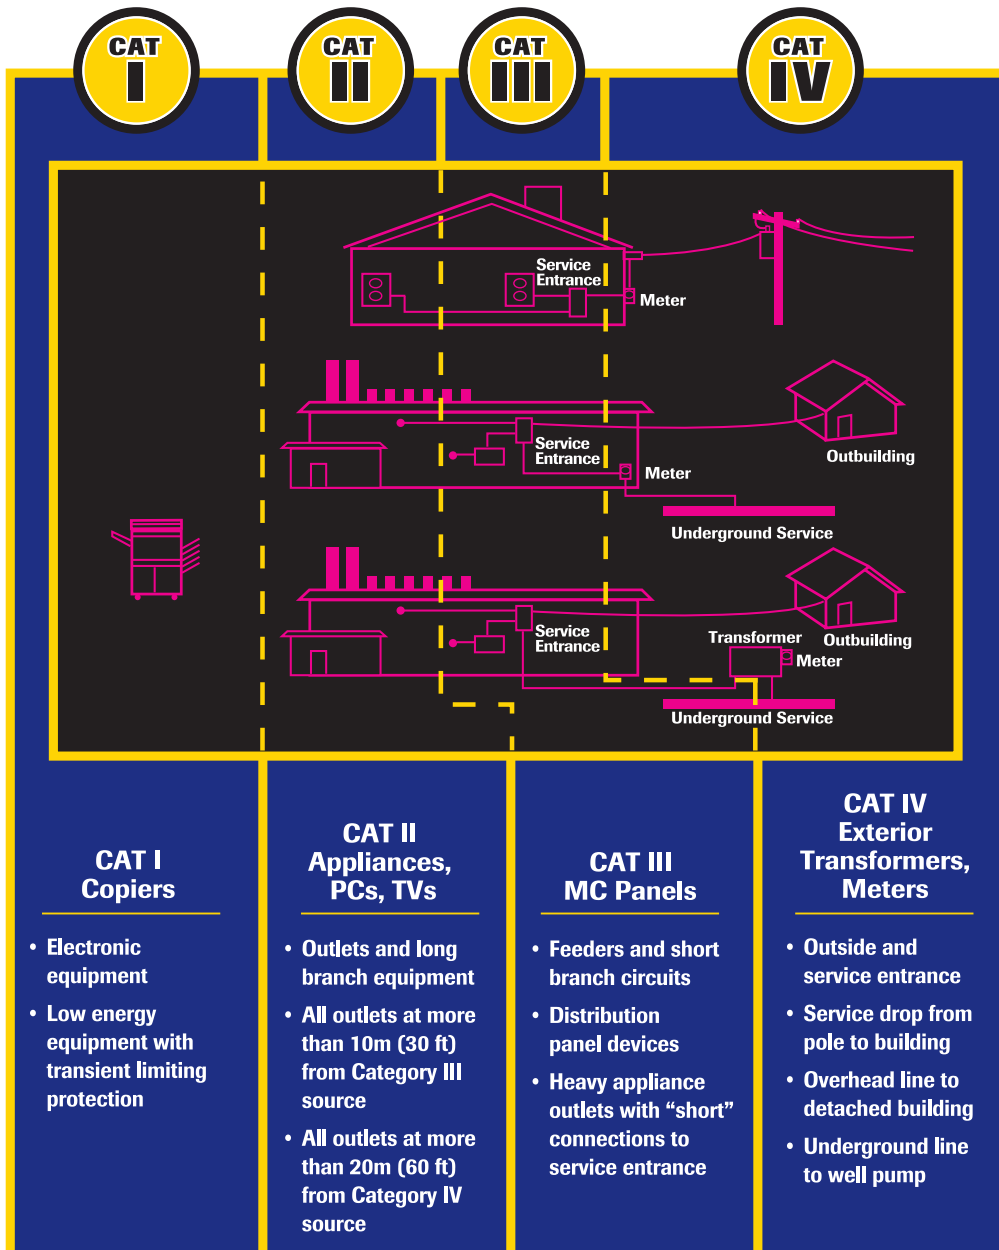 CAT
I
CAT
II
CAT
III
CAT
IV
Service
Entrance
Meter
Service
Entrance
Meter
Outbuilding
Underground Service
Service
Entrance
Transformer
Outbuilding
Meter
Underground Service
CAT I
Copiers
• Electronic
equipment
• Low energy
equipment with
transient limiting
protection
CAT II
Appliances,
PCs, TVs
• Outlets and long
branch equipment
• All outlets at more
than 10m (30 ft)
from Category III
source
• All outlets at more
than 20m (60 ft)
from Category IV
source
CAT III
MC Panels
• Feeders and short
branch circuits
• Distribution
panel devices
• Heavy appliance
outlets with “short”
connections to
service entrance
CAT IV
Exterior
Transformers,
Meters
• Outside and
service entrance
• Service drop from
pole to building
• Overhead line to
detached building
• Underground line
to well pump